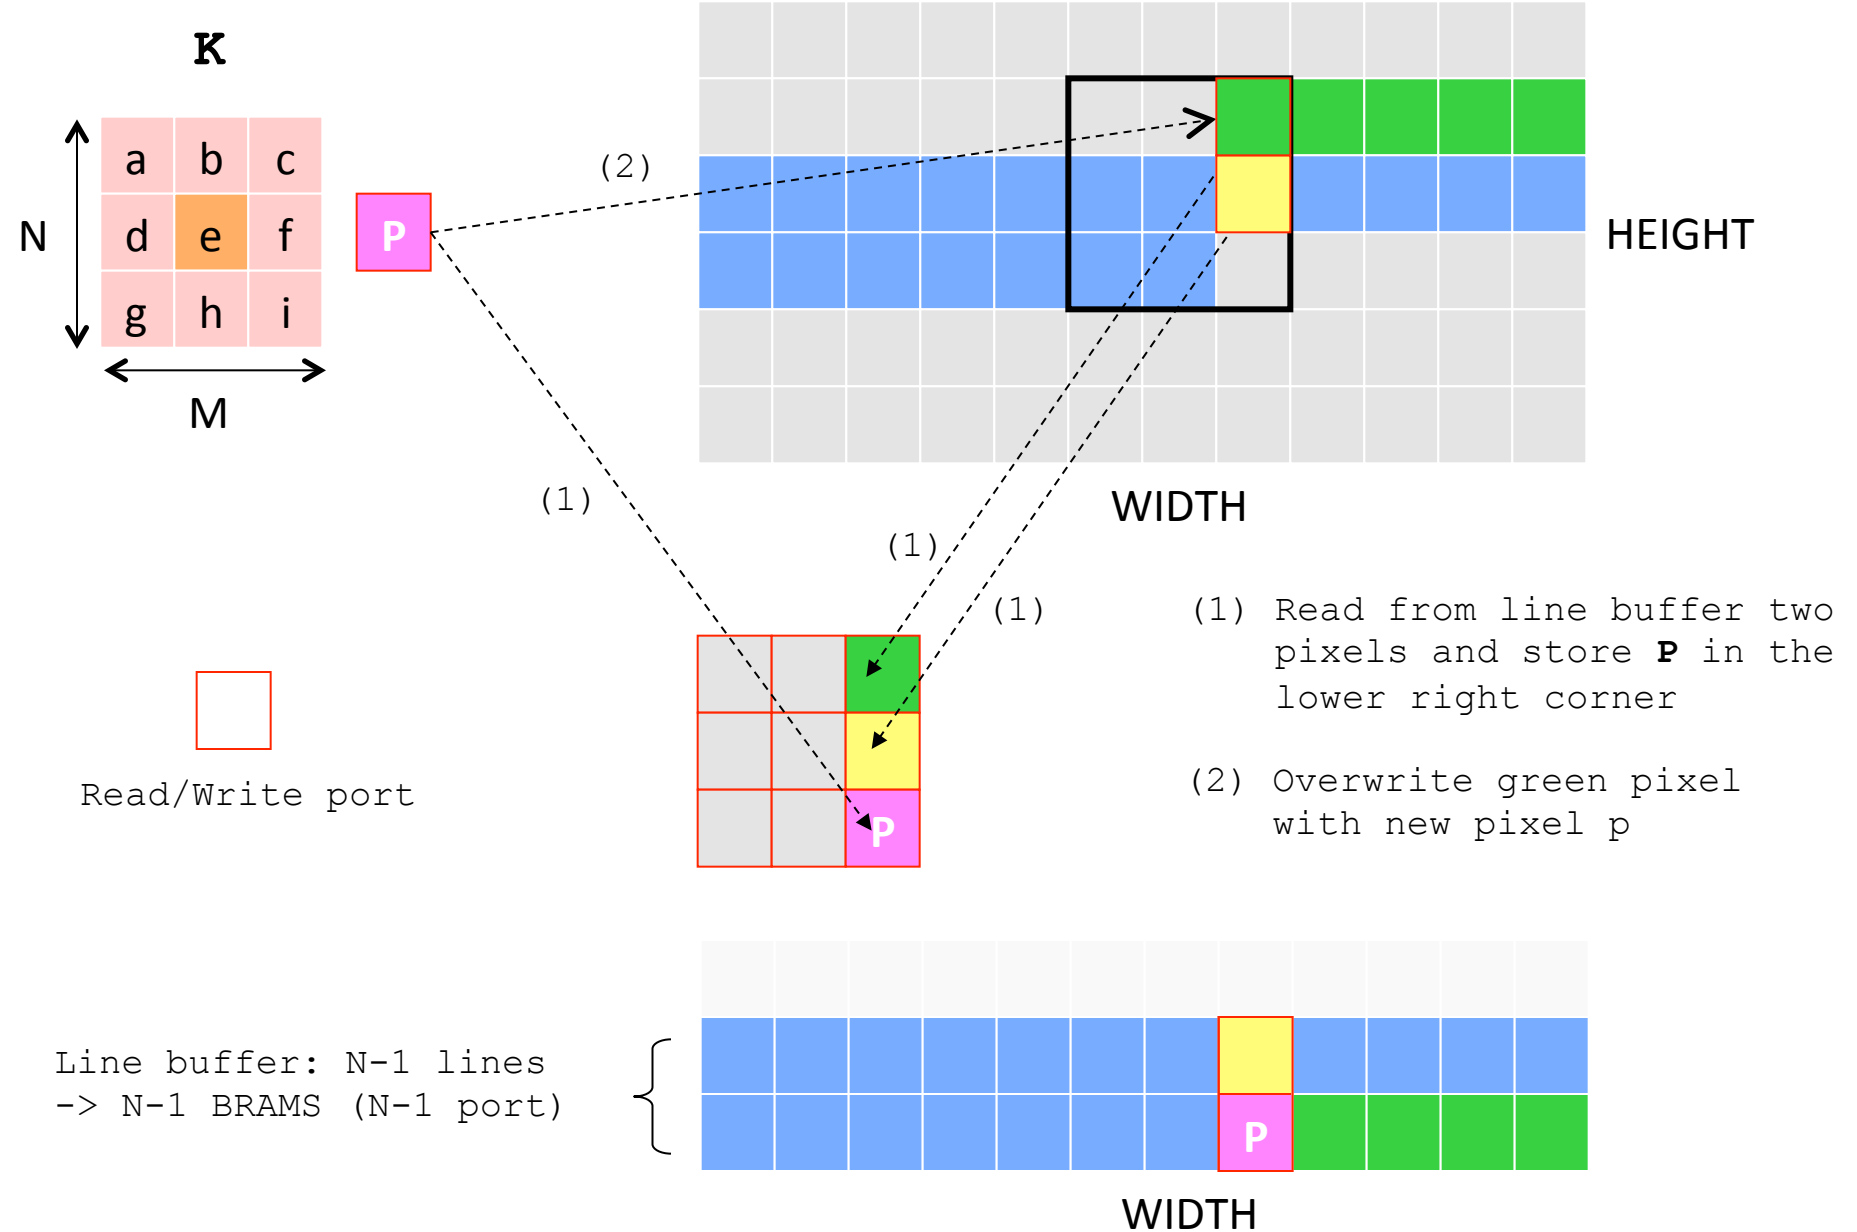 K
a b c
N d e f
g h i
M
P
(2)
HEIGHT
WIDTH
(1)
(1)
(1)
(1) Read from line buffer two
pixels and store P in the
lower right corner
(2) Overwrite green pixel
with new pixel p
Read/Write port
P
Line buffer: N-1 lines
-> N-1 BRAMS (N-1 port)
P
WIDTH